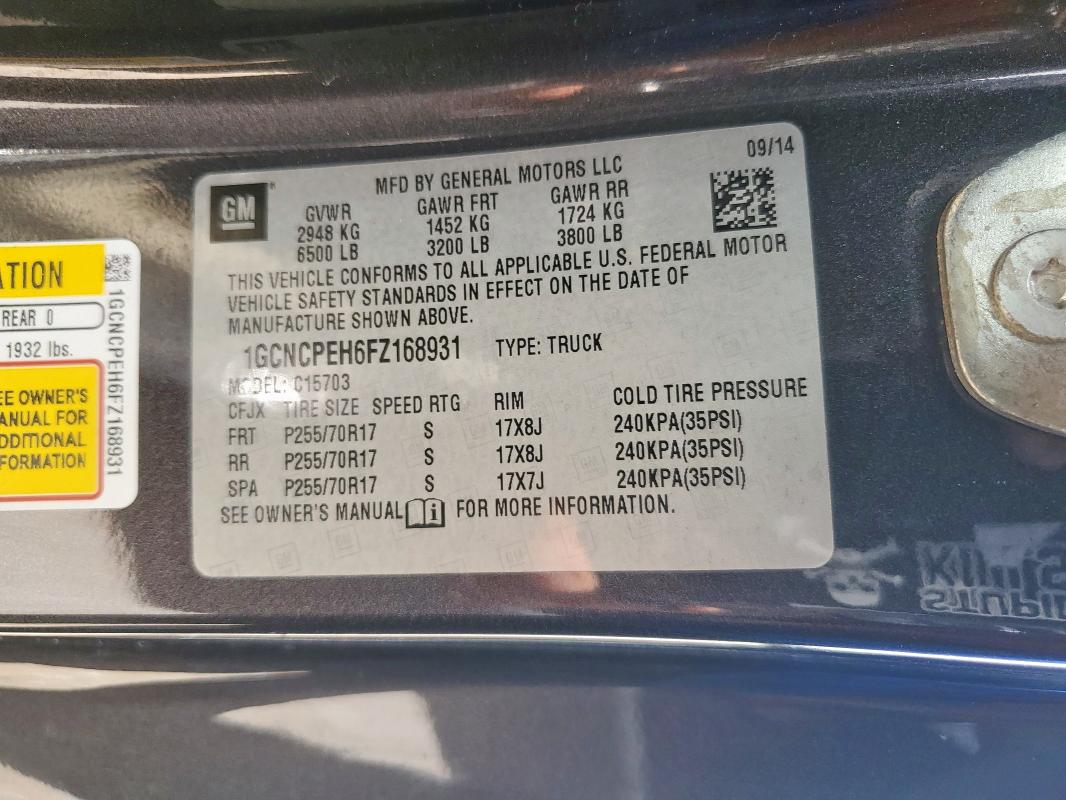 09/14
GM
MFD BY GENERAL MOTORS LLC
GVWR GAWR FRT GAWR RR
2948 KG 1452 KG 1724 KG
6500 LB 3200 LB 3800 LB
THIS VEHICLE CONFORMS TO ALL APPLICABLE U.S. FEDERAL MOTOR
VEHICLE SAFETY STANDARDS IN EFFECT ON THE DATE OF
MANUFACTURE SHOWN ABOVE.
1GCNCPEH6FZ168931 TYPE: TRUCK
MODEL: C15703
CFJX TIRE SIZE SPEED RTG RIM COLD TIRE PRESSURE
FRT P255/70R17 S 17X8J 240KPA(35PSI)
RR P255/70R17 S 17X8J 240KPA(35PSI)
SPA P255/70R17 S 17X7J 240KPA(35PSI)
SEE OWNER'S MANUAL FOR MORE INFORMATION.
ATION
REAR 0
1932 lbs.
EE OWNER'S
ANUAL FOR
DDITIONAL
FORMATION
1GCNCPEH6FZ168931